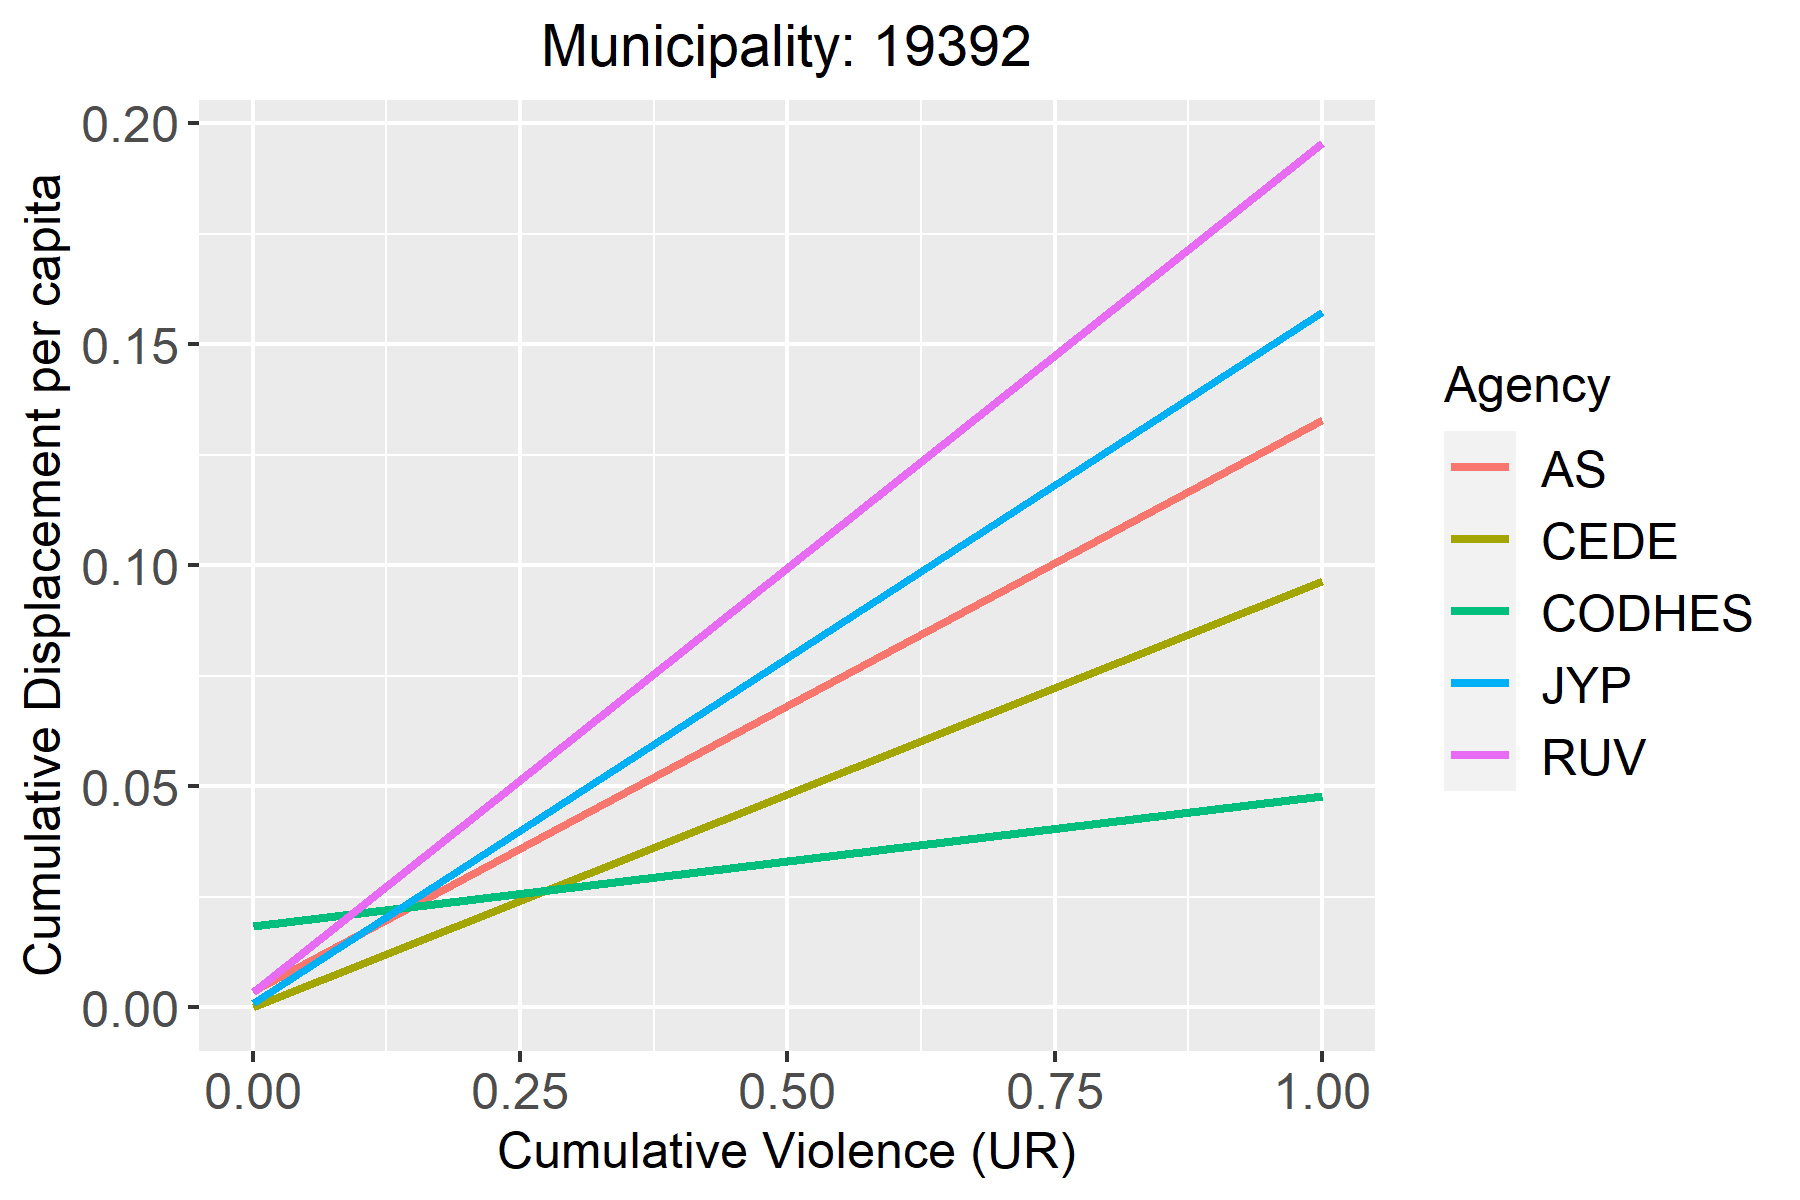 Municipality: 19392
Cumulative Displacement per capita
0.20
0.15
0.10
0.05
0.00
0.00 0.25 0.50 0.75 1.00
Cumulative Violence (UR)
Agency
AS
CEDE
CODHES
JYP
RUV